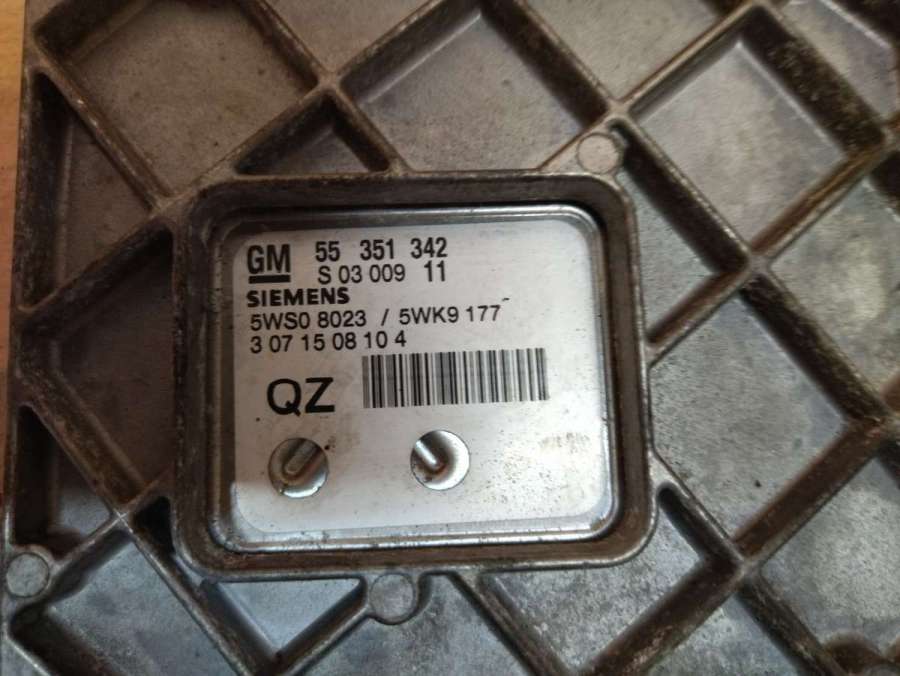 GM 55 351 342
S 03 009 11
SIEMENS
5WS0 8023 / 5WK9 177
3 07 15 08 10 4
QZ